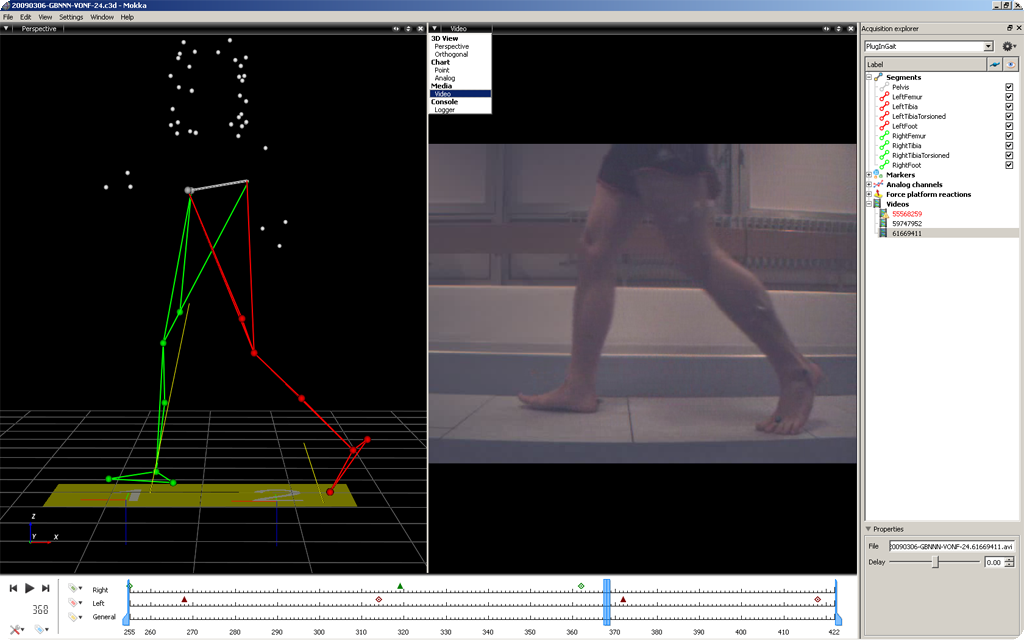 20090306-GBNNN-VONF-24.c3d - Mokka
File Edit View Settings Window Help
Perspective
Video
Acquisition explorer
3D View
Perspective
Orthogonal
Chart
Point
Analog
Media
Video
Console
Logger
PlugInGait
Label
Segments
Pelvis
LeftFemur
LeftTibia
LeftTibiaTorsioned
LeftFoot
RightFemur
RightTibia
RightTibiaTorsioned
RightFoot
Markers
Analog channels
Force platform reactions
Videos
55568259
59747952
61669411
1 2
Z
Y X
Properties
File 20090306-GBNNN-VONF-24.61669411.avi
Delay 0.00
Right
Left
General
368
255 260 270 280 290 300 310 320 330 340 350 360 370 380 390 400 410 422